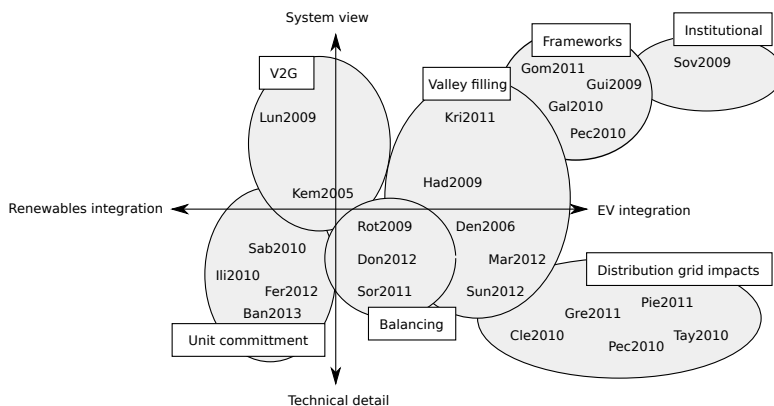 System view
Institutional
Frameworks
Sov2009
Gom2011
V2G
Valley filling
Gui2009
Gal2010
Lun2009
Kri2011
Pec2010
Had2009
Kem2005
Renewables integration
EV integration
Rot2009
Den2006
Sab2010
Don2012
Mar2012
Ili2010
Distribution grid impacts
Fer2012
Sor2011
Sun2012
Pie2011
Ban2013
Gre2011
Balancing
Unit committment
Cle2010
Tay2010
Pec2010
Technical detail